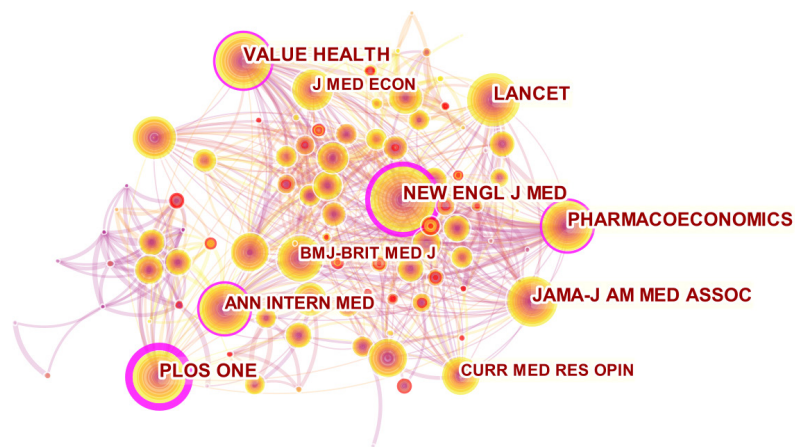 VALUE HEALTH
J MED ECON
LANCET
NEW ENGL J MED
PHARMACOECONOMICS
BMJ-BRIT MED J
ANN INTERN MED
JAMA-J AM MED ASSOC
PLOS ONE
CURR MED RES OPIN